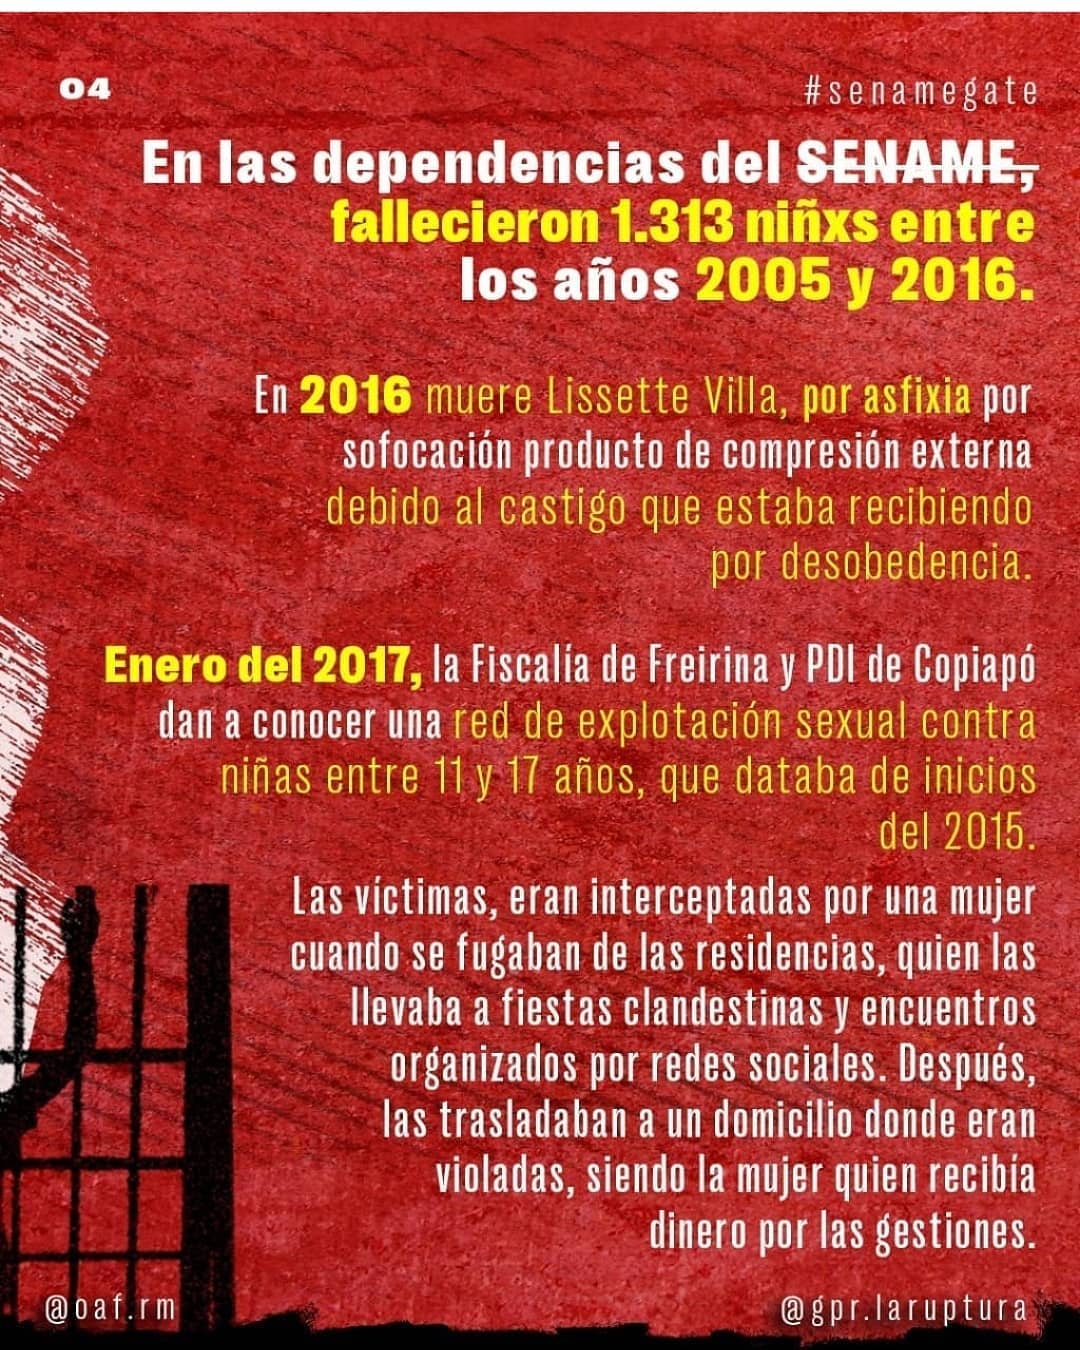 04
#senamegate
En las dependencias del SENAME,
fallecieron 1.313 niñxs entre
los años 2005 y 2016.
En 2016 muere Lissette Villa, por asfixia por
sofocación producto de compresión externa
debido al castigo que estaba recibiendo
por desobedencia.
Enero del 2017, la Fiscalía de Freirina y PDI de Copiapó
dan a conocer una red de explotación sexual contra
niñas entre 11 y 17 años, que databa de inicios
del 2015.
Las víctimas, eran interceptadas por una mujer
cuando se fugaban de las residencias, quien las
llevaba a fiestas clandestinas y encuentros
organizados por redes sociales. Después,
las trasladaban a un domicilio donde eran
violadas, siendo la mujer quien recibía
dinero por las gestiones.
@oaf.rm
@gpr.laruptura